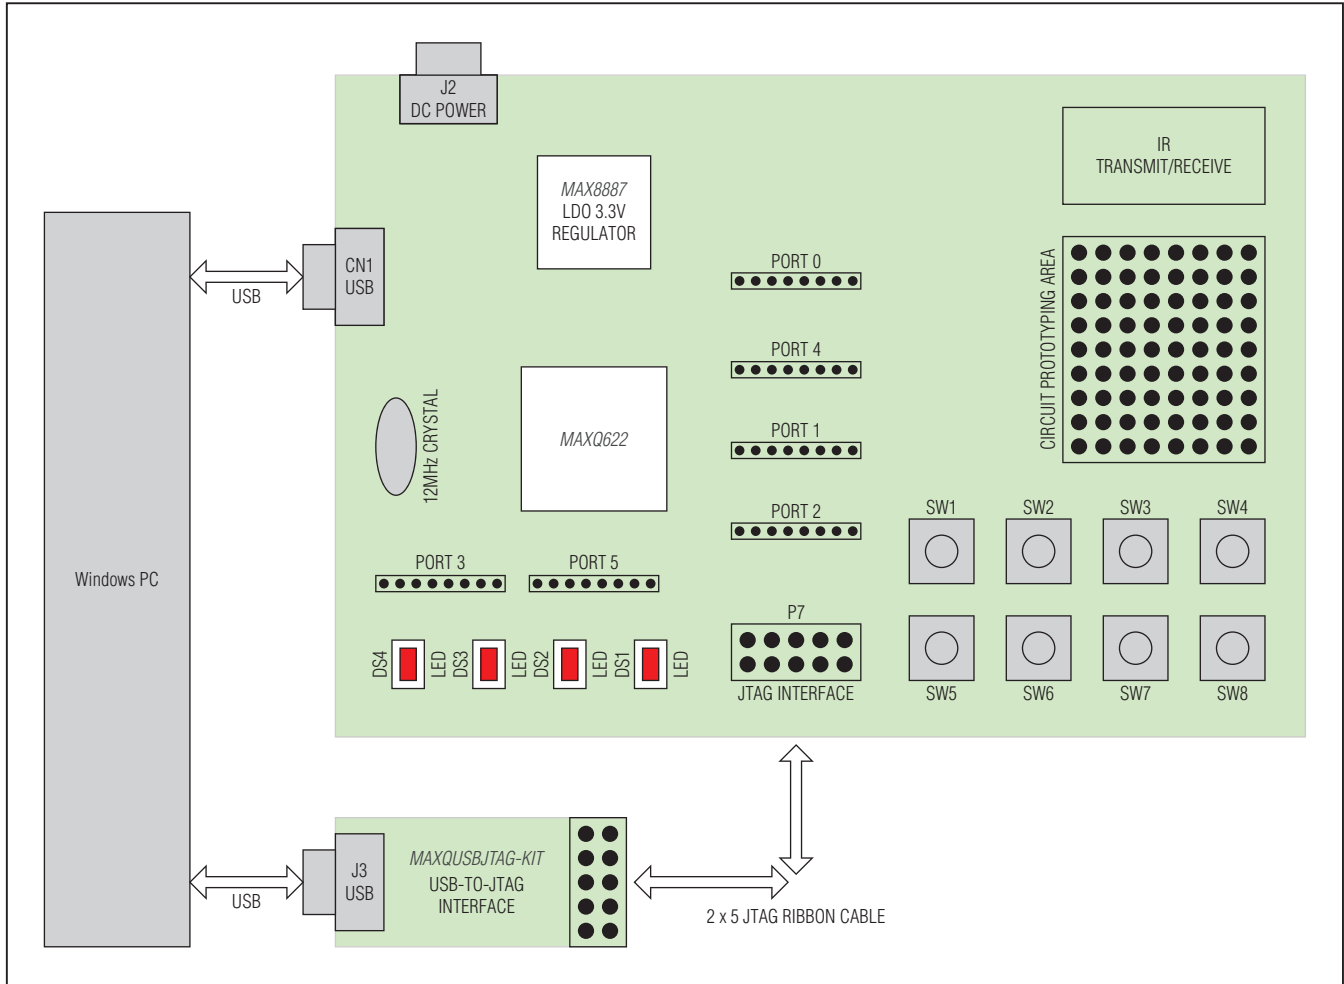 J2
DC POWER
IR
TRANSMIT/RECEIVE
MAX8887
LDO 3.3V
REGULATOR
CN1
USB
USB
PORT 0
CIRCUIT PROTOTYPING AREA
PORT 4
12MHz CRYSTAL
MAXQ622
PORT 1
PORT 2
SW1
SW2
SW3
SW4
Windows PC
PORT 3
PORT 5
P7
JTAG INTERFACE
DS4
LED
DS3
LED
DS2
LED
DS1
LED
SW5
SW6
SW7
SW8
J3
USB
USB
MAXQUSBJTAG-KIT
USB-TO-JTAG
INTERFACE
2 x 5 JTAG RIBBON CABLE